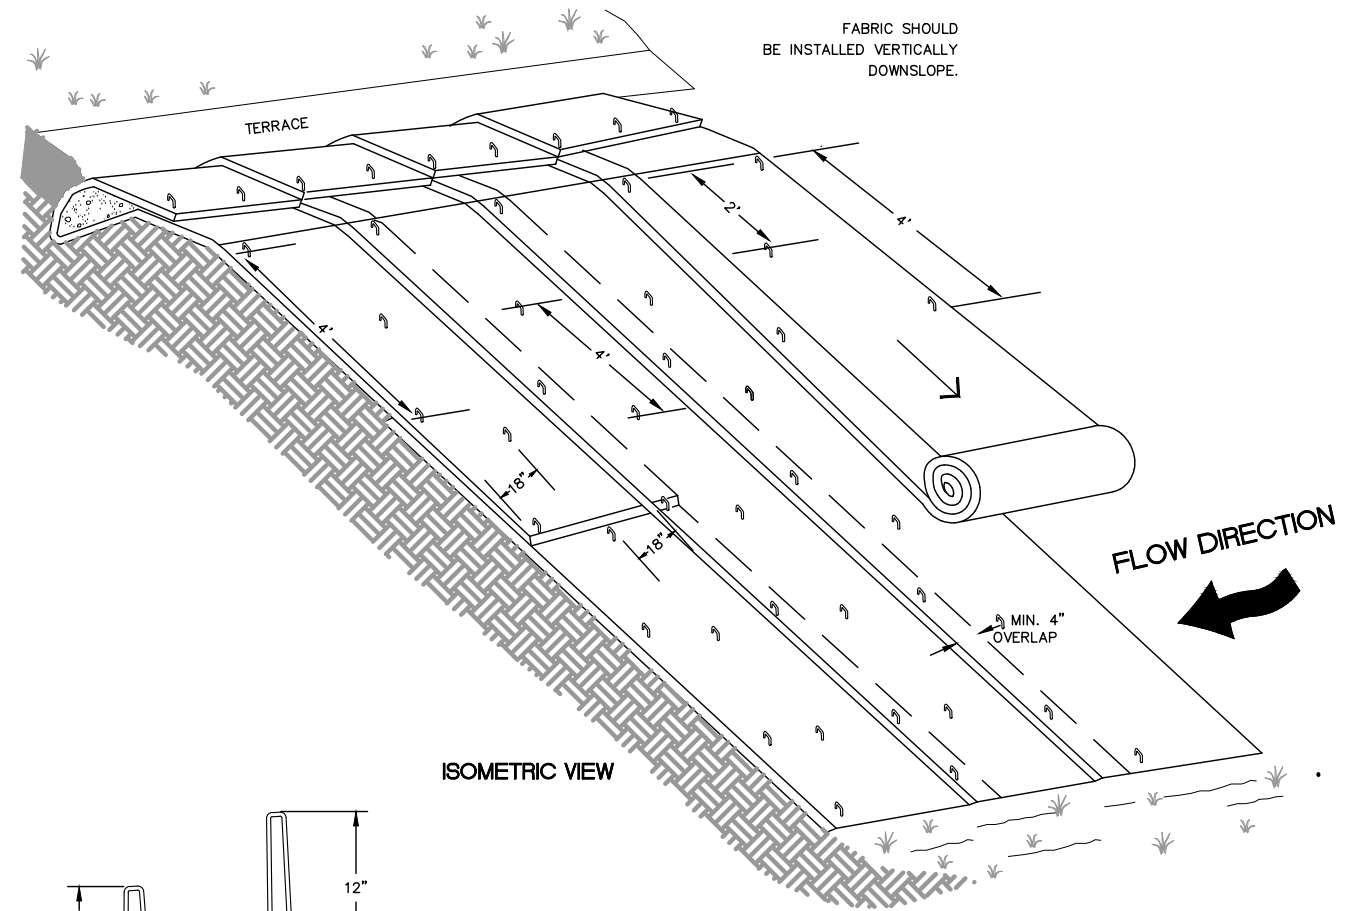 FABRIC SHOULD
BE INSTALLED VERTICALLY
DOWNSLOPE.
TERRACE
2'
4'
4'
4'
18"
18"
FLOW DIRECTION
MIN. 4"
OVERLAP
ISOMETRIC VIEW
12"